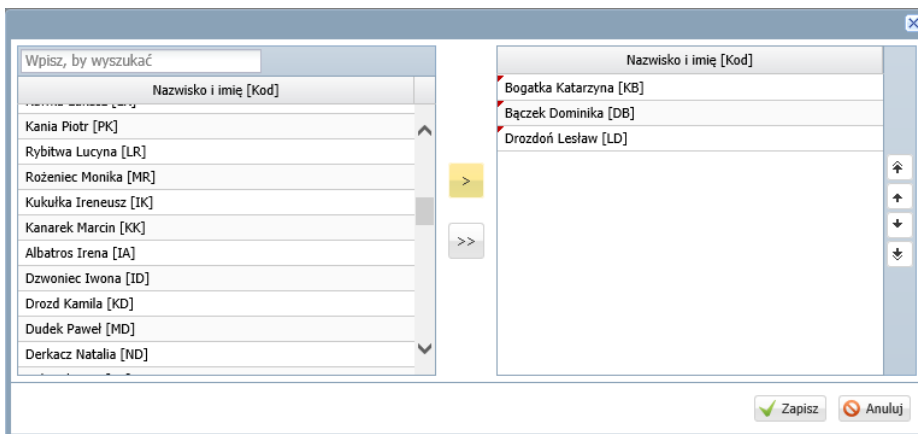 Wpisz, by wyszukać
Nazwisko i imię [Kod]
Kania Piotr [PK]
Rybitwa Lucyna [LR]
Rożeniec Monika [MR]
Kukułka Ireneusz [IK]
Kanarek Marcin [KK]
Albatros Irena [IA]
Dzwoniec Iwona [ID]
Drozd Kamila [KD]
Dudek Paweł [MD]
Derkacz Natalia [ND]
>
>>
Nazwisko i imię [Kod]
Bogatka Katarzyna [KB]
Bączek Dominika [DB]
Drozdoń Lesław [LD]
Zapisz
Anuluj